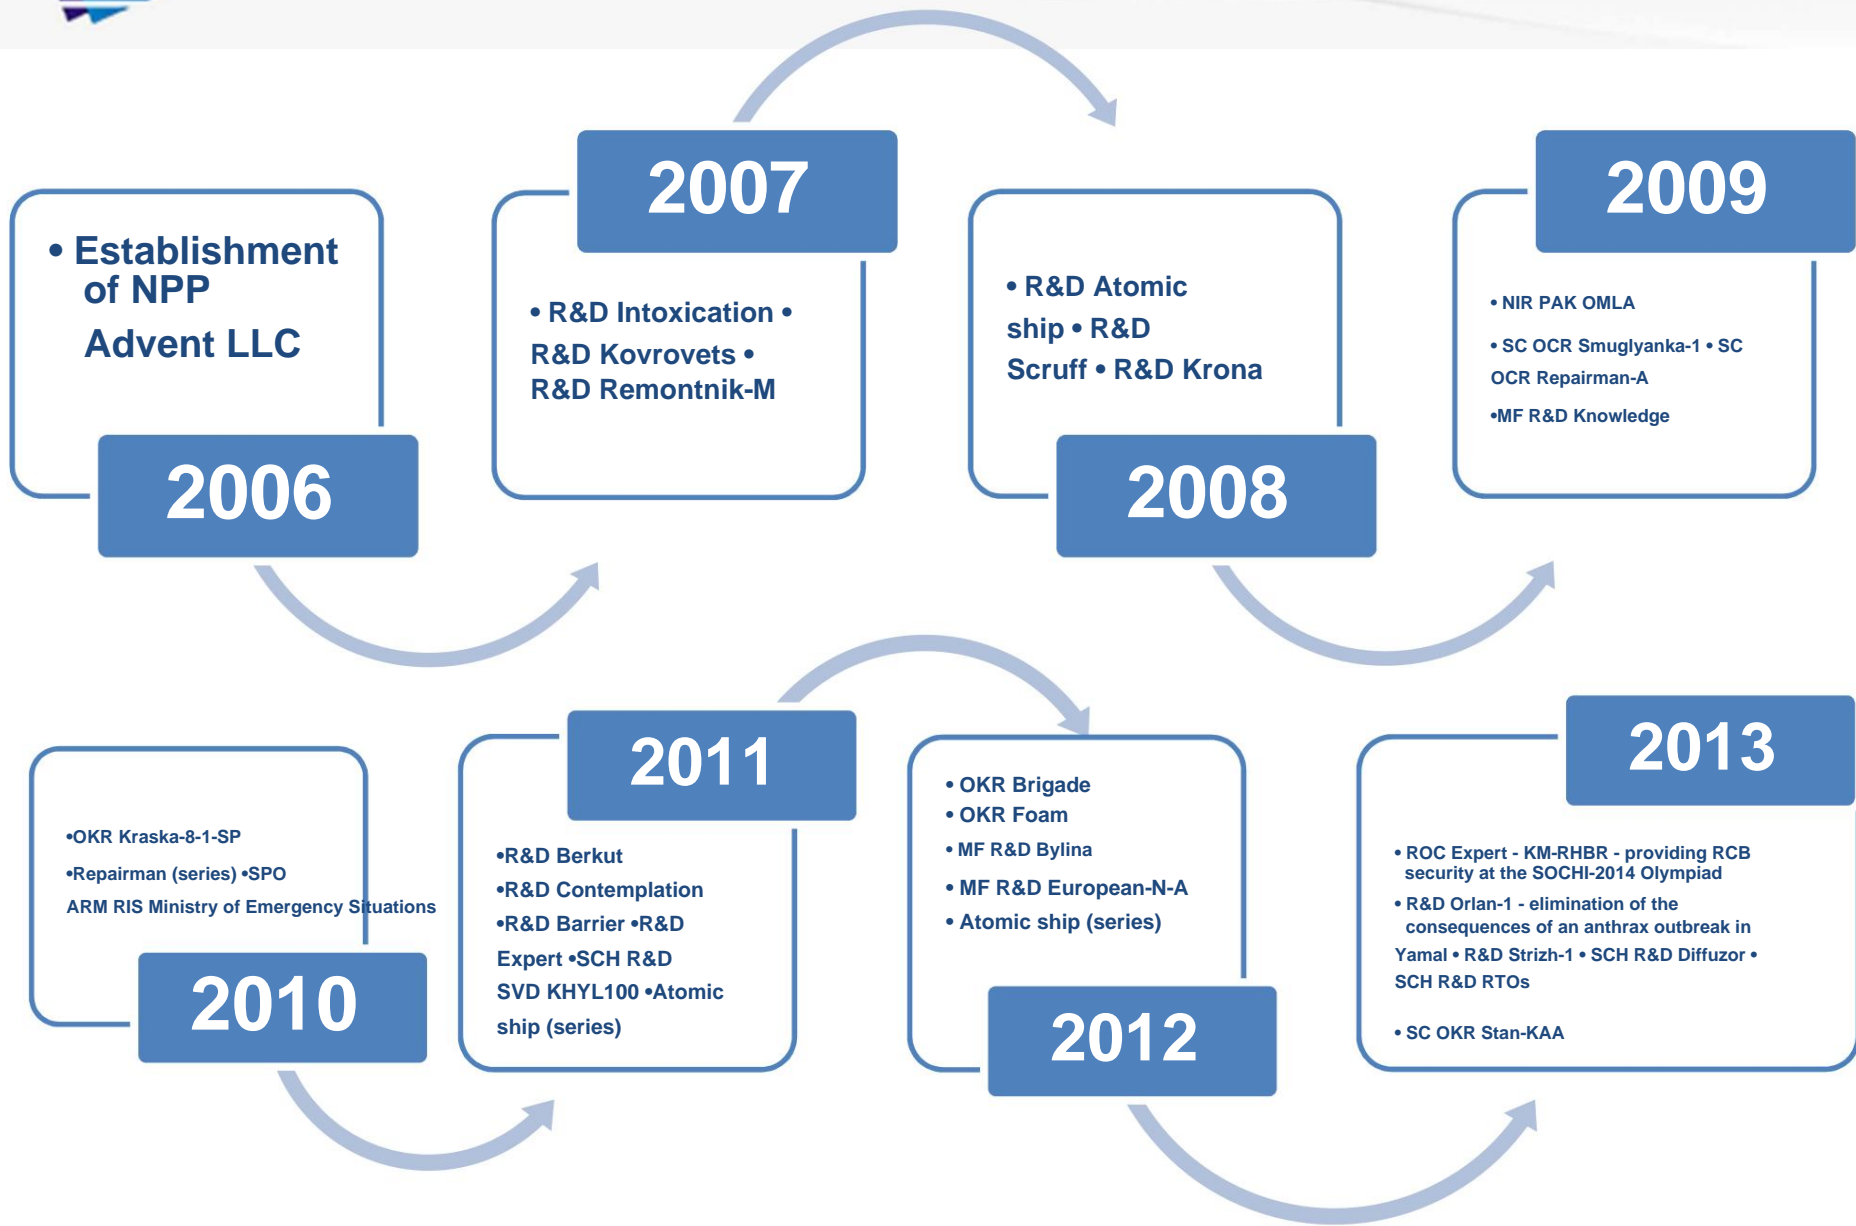 • Establishment
of NPP
Advent LLC
2006
2007
• R&D Intoxication •
R&D Kovrovets •
R&D Remontnik-M
• R&D Atomic
ship • R&D
Scruff • R&D Krona
2008
2009
• NIR PAK OMLA
• SC OCR Smuglyanka-1 • SC
OCR Repairman-A
•MF R&D Knowledge
•OKR Kraska-8-1-SP
•Repairman (series) •SPO
ARM RIS Ministry of Emergency Situations
2010
2011
•R&D Berkut
•R&D Contemplation
•R&D Barrier •R&D
Expert •SCH R&D
SVD KHYL100 •Atomic
ship (series)
• OKR Brigade
• OKR Foam
• MF R&D Bylina
• MF R&D European-N-A
• Atomic ship (series)
2012
2013
• ROC Expert - KM-RHBR - providing RCB
security at the SOCHI-2014 Olympiad
• R&D Orlan-1 - elimination of the
consequences of an anthrax outbreak in
Yamal • R&D Strizh-1 • SCH R&D Diffuzor •
SCH R&D RTOs
• SC OKR Stan-KAA